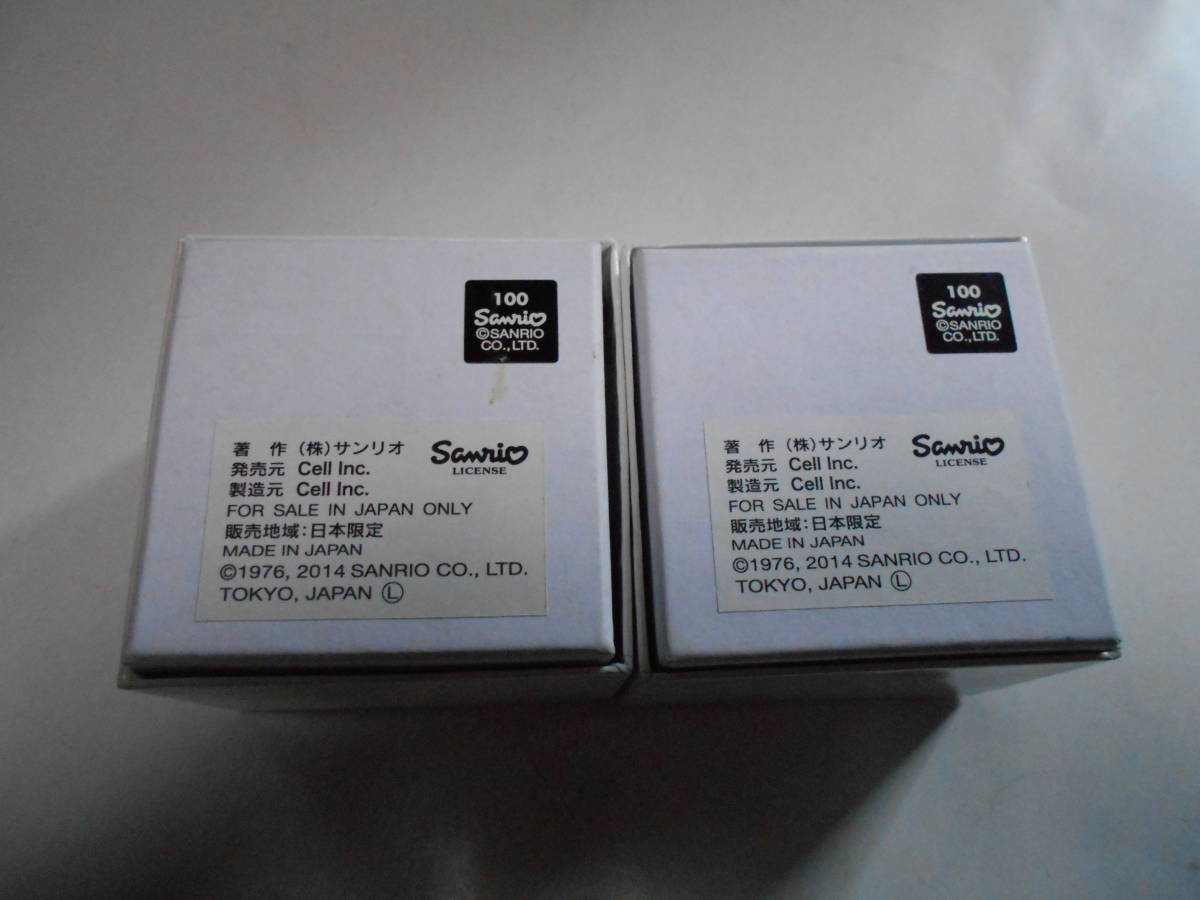 100
Sanrio
©SANRIO
CO.,LTD.
著 作 (株)サンリオ
Sanrio
LICENSE
発売元 Cell Inc.
製造元 Cell Inc.
FOR SALE IN JAPAN ONLY
販売地域:日本限定
MADE IN JAPAN
©1976, 2014 SANRIO CO., LTD.
TOKYO, JAPAN Ⓛ
100
Sanrio
©SANRIO
CO.,LTD.
著 作 (株)サンリオ
Sanrio
LICENSE
発売元 Cell Inc.
製造元 Cell Inc.
FOR SALE IN JAPAN ONLY
販売地域:日本限定
MADE IN JAPAN
©1976, 2014 SANRIO CO., LTD.
TOKYO, JAPAN Ⓛ